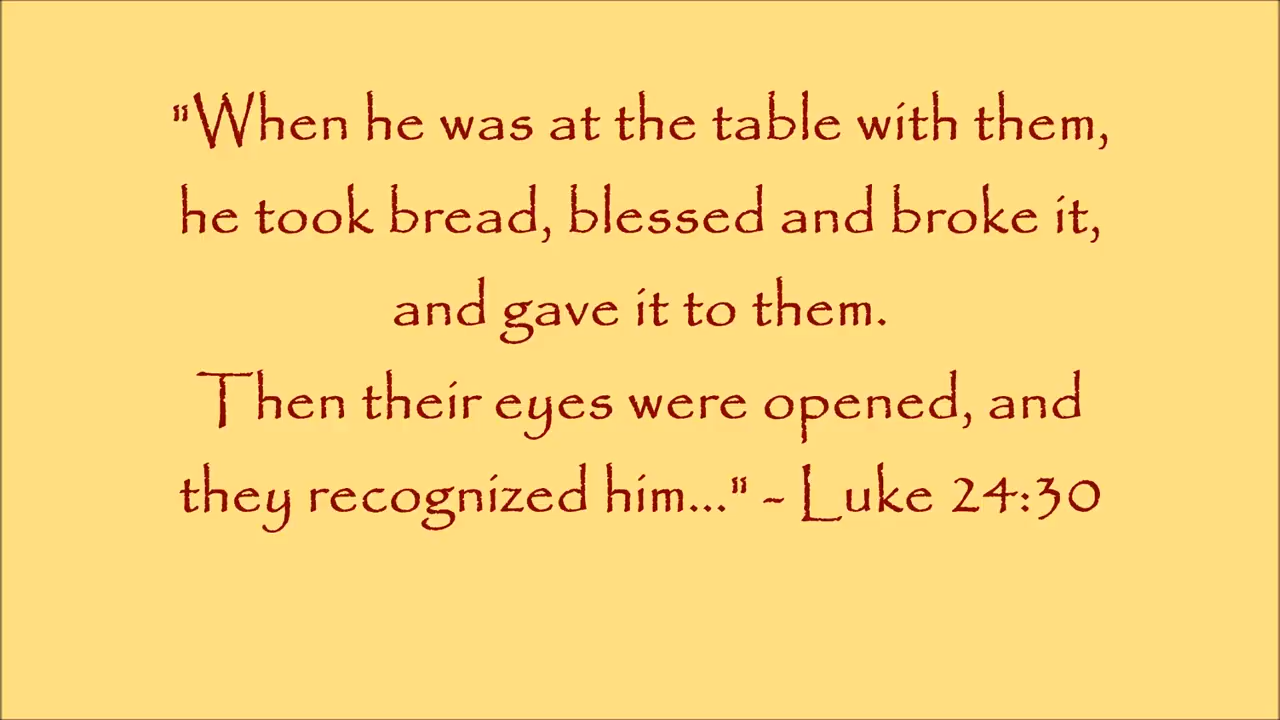 "When he was at the table with them,
he took bread, blessed and broke it,
and gave it to them.
Then their eyes were opened, and
they recognized him..." - Luke 24:30